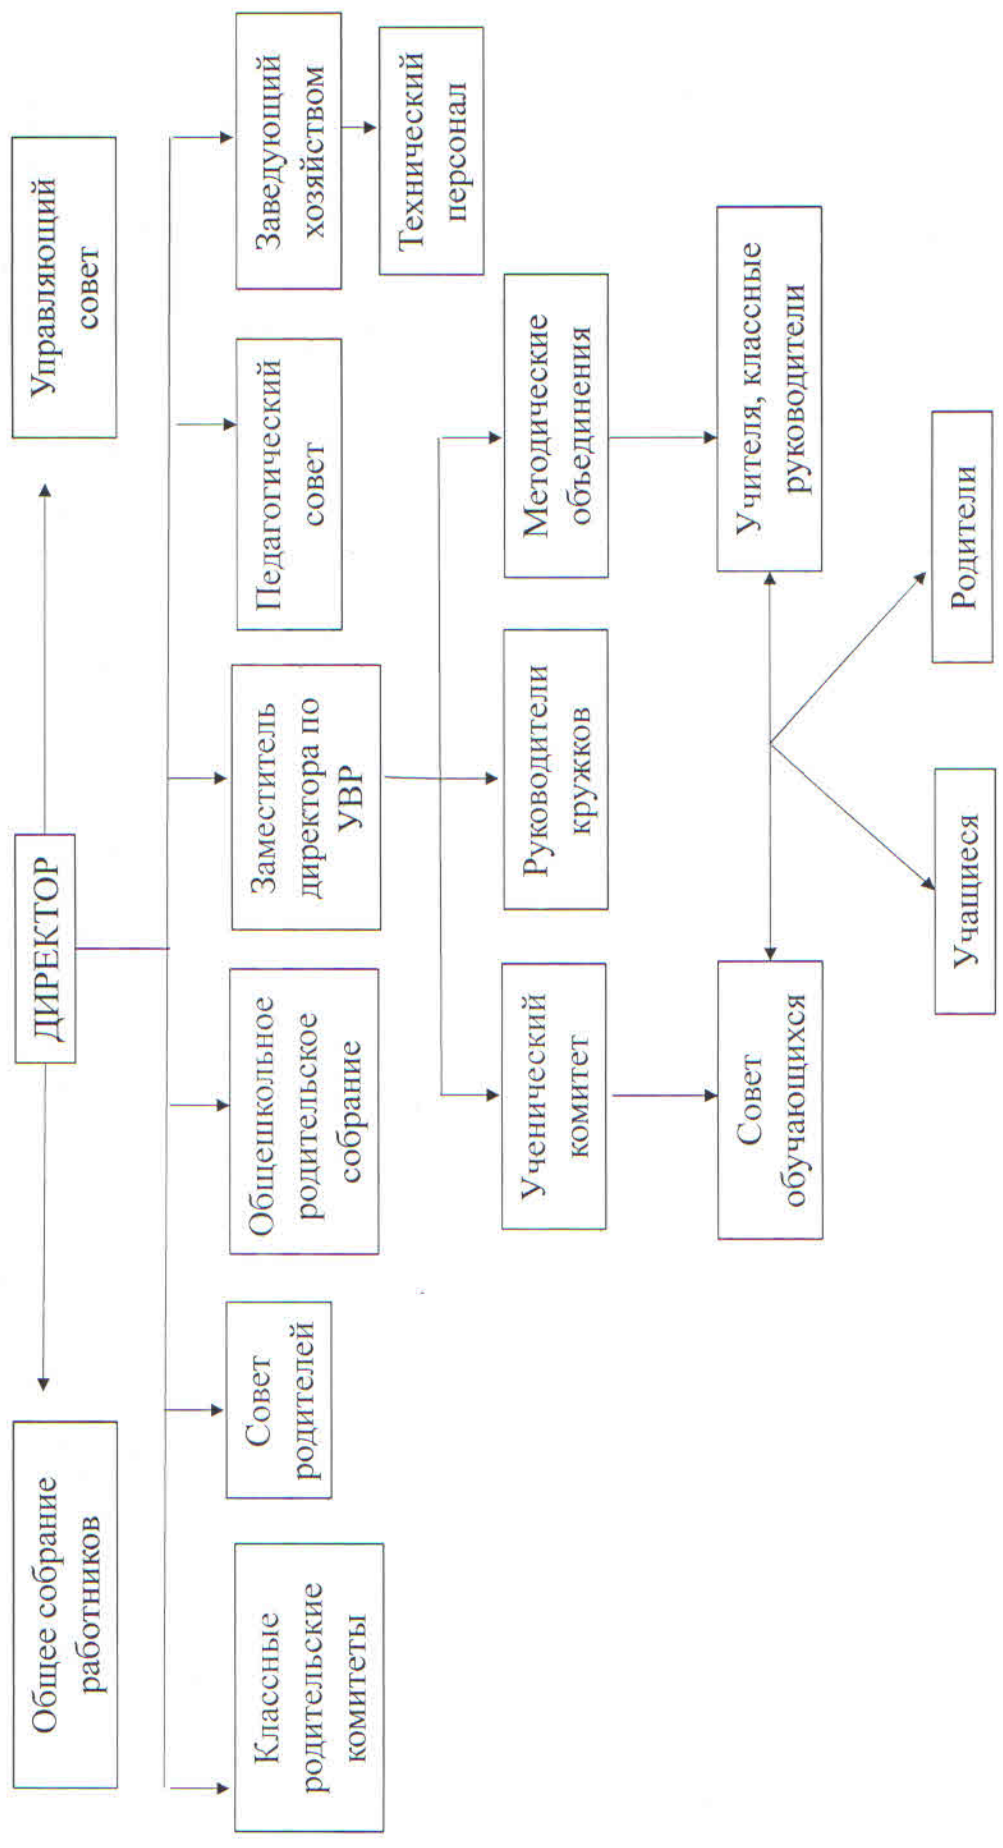 Общее собрание
работников
ДИРЕКТОР
Управляющий
совет
Классные
родительские
комитеты
Совет
родителей
Общешкольное
родительское
собрание
Заместитель
директора по
УВР
Педагогический
совет
Заведующий
хозяйством
Технический
персонал
Ученический
комитет
Руководители
кружков
Методические
объединения
Совет
обучающихся
Учителя, классные
руководители
Учащиеся
Родители